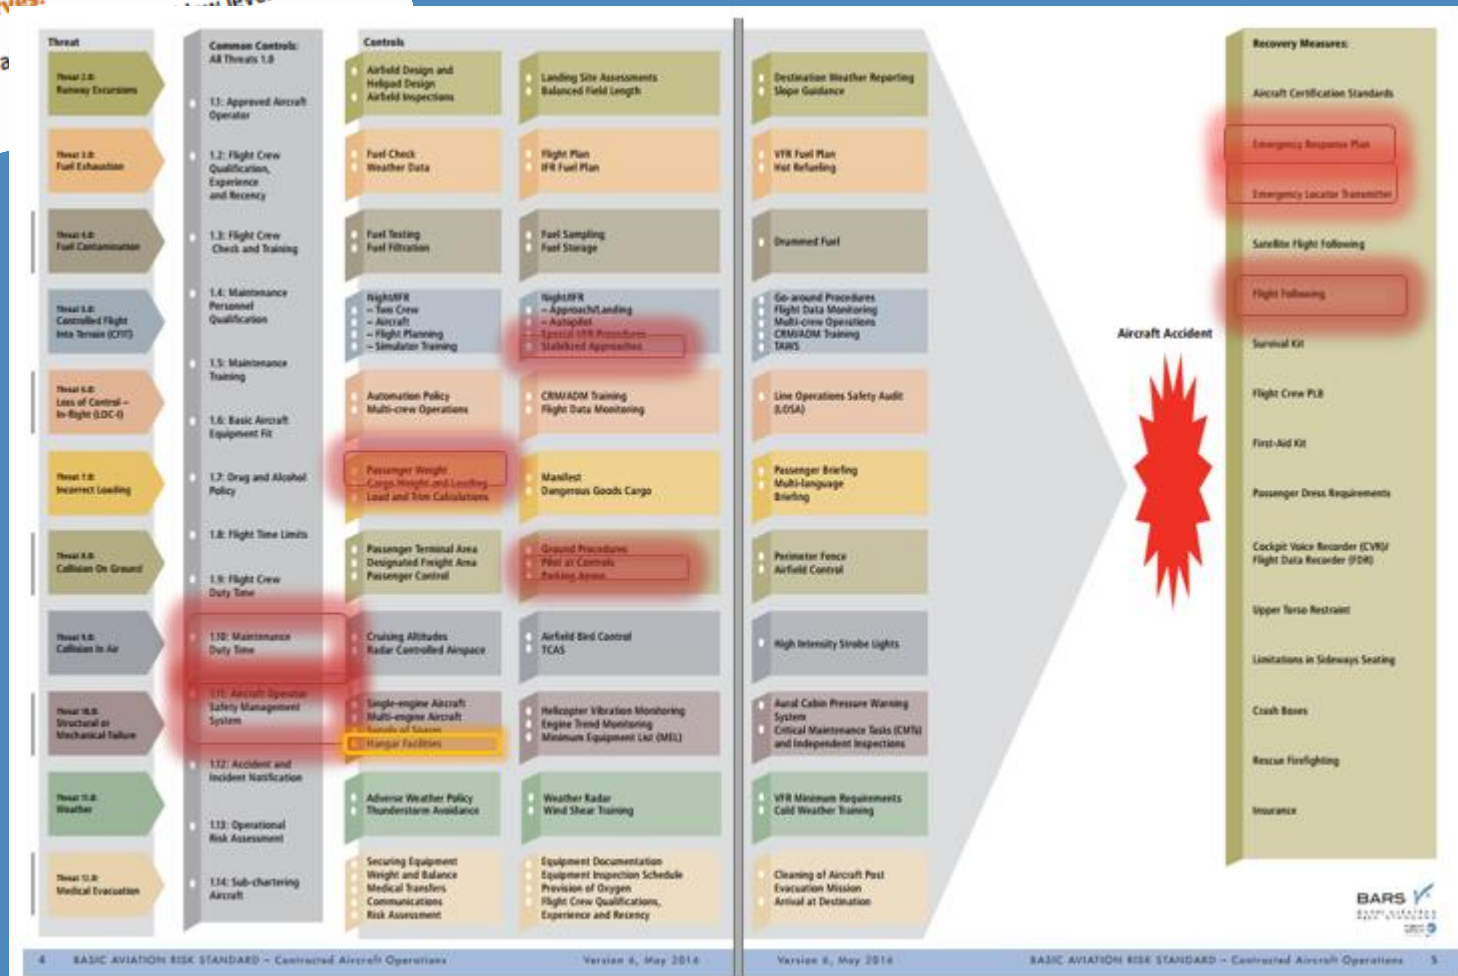 Threat
Threat 2.0:
Runway Excursions
Threat 3.0:
Fuel Exhaustion
Threat 4.0:
Fuel Contamination
Threat 5.0:
Controlled Flight
Into Terrain (CFIT)
Threat 6.0:
Loss of Control –
In-flight (LOC-I)
Threat 7.0:
Incorrect Loading
Threat 8.0:
Collision On Ground
Threat 9.0:
Collision In Air
Threat 10.0:
Structural or
Mechanical Failure
Threat 11.0:
Weather
Threat 12.0:
Medical Evacuation
Common Controls:
All Threats 1.0
1.1: Approved Aircraft
Operator
1.2: Flight Crew
Qualification,
Experience
and Recency
1.3: Flight Crew
Check and Training
1.4: Maintenance
Personnel
Qualification
1.5: Maintenance
Training
1.6: Basic Aircraft
Equipment Fit
1.7: Drug and Alcohol
Policy
1.8: Flight Time Limits
1.9: Flight Crew
Duty Time
1.10: Maintenance
Duty Time
1.11: Aircraft Operator
Safety Management
System
1.12: Accident and
Incident Notification
1.13: Operational
Risk Assessment
1.14: Sub-chartering
Aircraft
Controls
Airfield Design and
Helipad Design
Airfield Inspections
Landing Site Assessments
Balanced Field Length
Destination Weather Reporting
Slope Guidance
Fuel Check
Weather Data
Flight Plan
IFR Fuel Plan
VFR Fuel Plan
Hot Refueling
Fuel Testing
Fuel Filtration
Fuel Sampling
Fuel Storage
Drummed Fuel
Night/IFR
– Two Crew
– Aircraft
– Flight Planning
– Simulator Training
Night/IFR
– Approach/Landing
– Autopilot
Special VFR Procedures
Stabilized Approaches
Go-around Procedures
Flight Data Monitoring
Multi-crew Operations
CRM/ADM Training
TAWS
Automation Policy
Multi-crew Operations
CRM/ADM Training
Flight Data Monitoring
Line Operations Safety Audit
(LOSA)
Passenger Weight
Cargo Weight and Loading
Load and Trim Calculations
Manifest
Dangerous Goods Cargo
Passenger Briefing
Multi-language
Briefing
Passenger Terminal Area
Designated Freight Area
Passenger Control
Ground Procedures
Pilot at Controls
Parking Apron
Perimeter Fence
Airfield Control
Cruising Altitudes
Radar Controlled Airspace
Airfield Bird Control
TCAS
High Intensity Strobe Lights
Single-engine Aircraft
Multi-engine Aircraft
Supply of Spares
Hangar Facilities
Helicopter Vibration Monitoring
Engine Trend Monitoring
Minimum Equipment List (MEL)
Aural Cabin Pressure Warning
System
Critical Maintenance Tasks (CMTs)
and Independent Inspections
Adverse Weather Policy
Thunderstorm Avoidance
Weather Radar
Wind Shear Training
VFR Minimum Requirements
Cold Weather Training
Securing Equipment
Weight and Balance
Medical Transfers
Communications
Risk Assessment
Equipment Documentation
Equipment Inspection Schedule
Provision of Oxygen
Flight Crew Qualifications,
Experience and Recency
Cleaning of Aircraft Post
Evacuation Mission
Arrival at Destination
Aircraft Accident
Recovery Measures:
Aircraft Certification Standards
Emergency Response Plan
Emergency Locator Transmitter
Satellite Flight Following
Flight Following
Survival Kit
Flight Crew PLB
First-Aid Kit
Passenger Dress Requirements
Cockpit Voice Recorder (CVR)/
Flight Data Recorder (FDR)
Upper Torso Restraint
Limitations in Sideways Seating
Crash Boxes
Rescue Firefighting
Insurance
BARS
4 BASIC AVIATION RISK STANDARD – Contracted Aircraft Operations Version 6, May 2016
Version 6, May 2016 BASIC AVIATION RISK STANDARD – Contracted Aircraft Operations 5